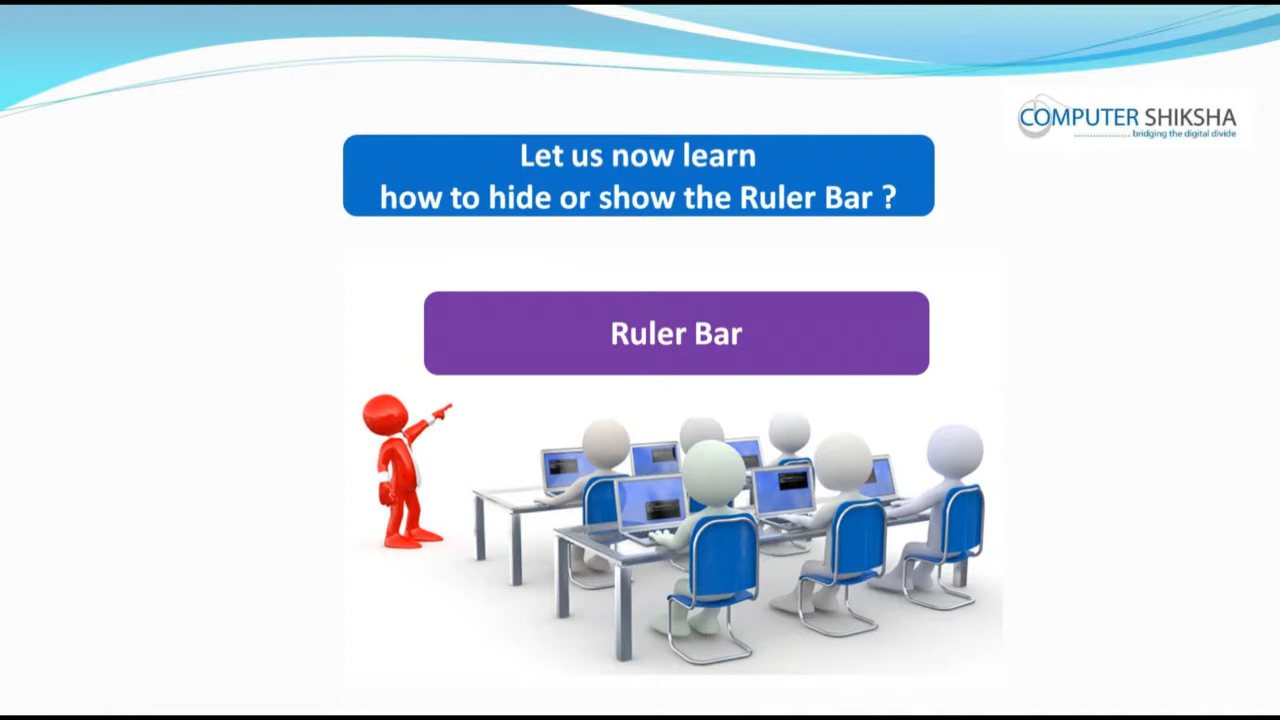 COMPUTER SHIKSHA
............... bridging the digital divide
Let us now learn
how to hide or show the Ruler Bar ?
Ruler Bar